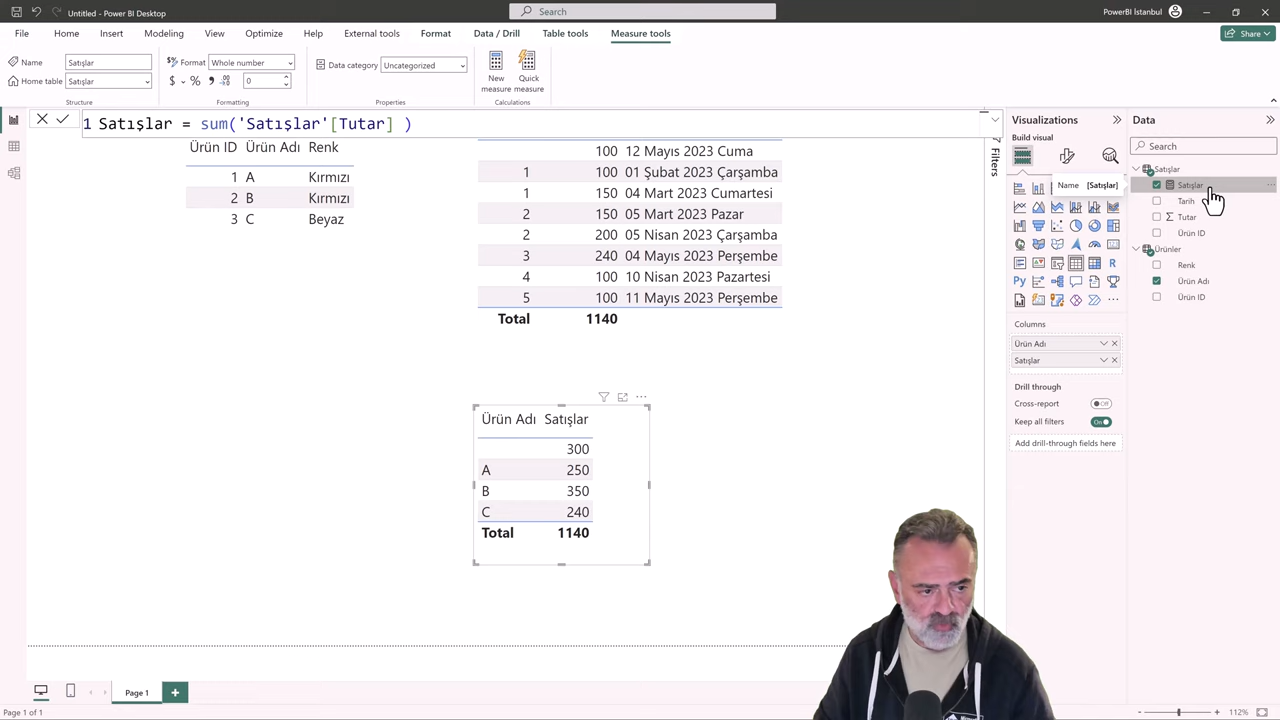 Untitled - Power BI Desktop
Search
PowerBI Istanbul
File Home Insert Modeling View Optimize Help External tools Format Data / Drill Table tools Measure tools
Share
Name Satışlar
Home table Satışlar
Structure
Format Whole number
$ % 0
Formatting
Data category Uncategorized
Properties
New measure
Quick measure
Calculations
1 Satışlar = sum('Satışlar'[Tutar] )
Ürün ID Ürün Adı Renk
1 A Kırmızı
2 B Kırmızı
3 C Beyaz
100 12 Mayıs 2023 Cuma
1 100 01 Şubat 2023 Çarşamba
1 150 04 Mart 2023 Cumartesi
2 150 05 Mart 2023 Pazar
2 200 05 Nisan 2023 Çarşamba
3 240 04 Mayıs 2023 Perşembe
4 100 10 Nisan 2023 Pazartesi
5 100 11 Mayıs 2023 Perşembe
Total 1140
Ürün Adı Satışlar
300
A 250
B 350
C 240
Total 1140
Filters
Visualizations
Build visual
Name [Satışlar]
R
Py
Columns
Ürün Adı
Satışlar
Drill through
Cross-report Off
Keep all filters On
Add drill-through fields here
Data
Search
Satışlar
Satışlar
Tarih
Tutar
Ürün ID
Ürünler
Renk
Ürün Adı
Ürün ID
Page 1
Page 1 of 1
112%